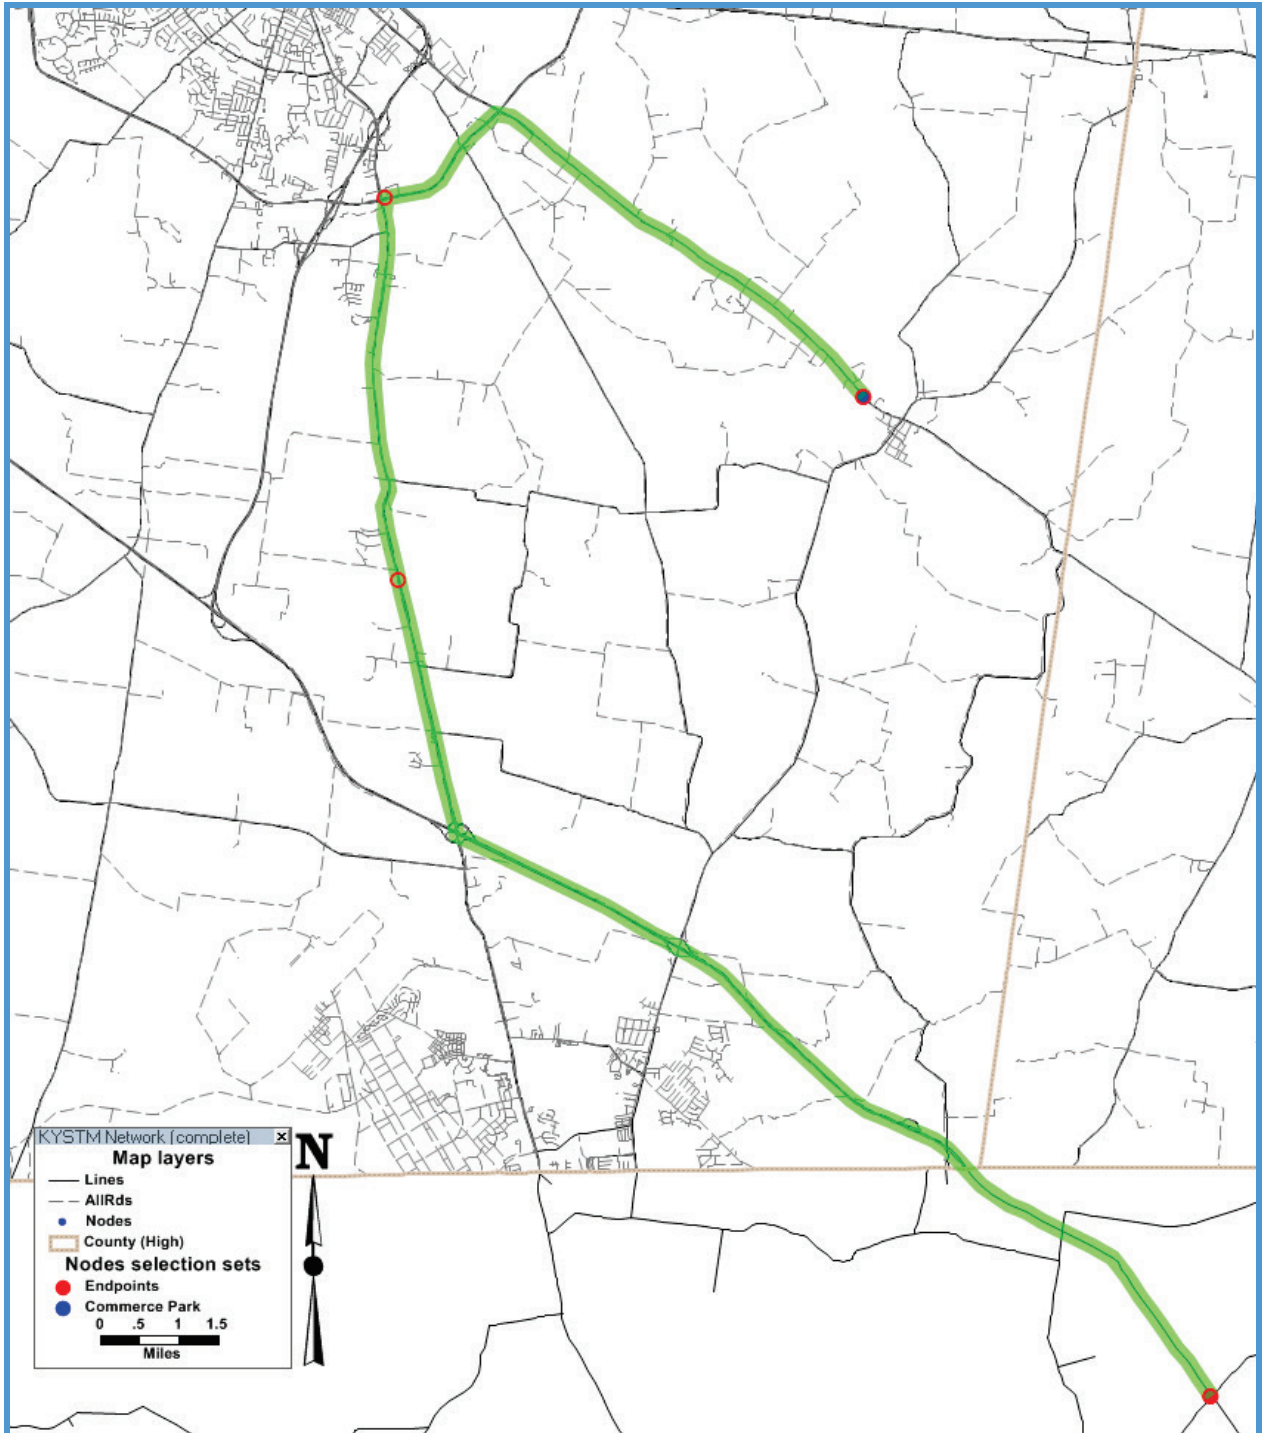 KYSTM Network (complete)
N
Map layers
Lines
AllRds
Nodes
County (High)
Nodes selection sets
Endpoints
Commerce Park
0 .5 1 1.5
Miles